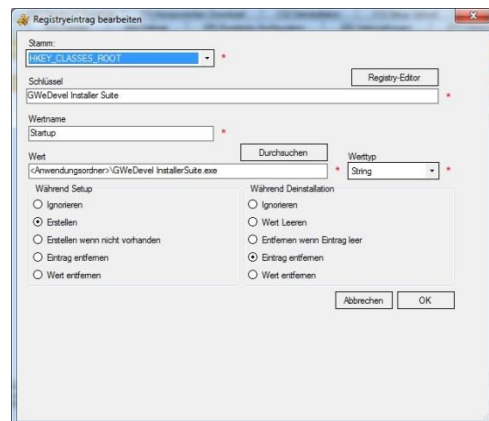 Registryeintrag bearbeiten
Stamm:
HKEY_CLASSES_ROOT *
Schlüssel
Registry-Editor
GWeDevel Installer Suite *
Wertname
Startup *
Wert
Durchsuchen
Werttyp
<Anwendungsordner>\GWeDevel InstallerSuite.exe * String *
Während Setup
Ignorieren
Erstellen
Erstellen wenn nicht vorhanden
Eintrag entfernen
Wert entfernen
Während Deinstallation
Ignorieren
Wert Leeren
Entfernen wenn Eintrag leer
Eintrag entfernen
Wert entfernen
Abbrechen OK